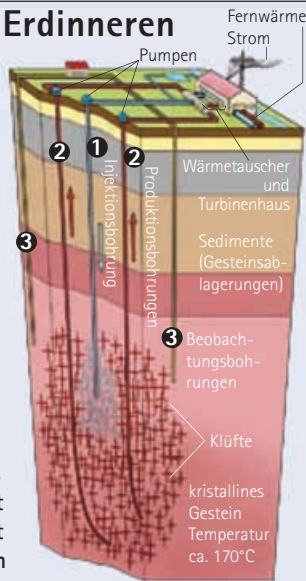 Erdinneren
Fernwärme
Strom
Pumpen
2
1
2
Injektionsbohrung
Produktionsbohrungen
Wärmetauscher
und
Turbinenhaus
Sedimente
(Gesteinsab-
lagerungen)
3
3 Beobach-
tungsboh-
rungen
Klüfte
kristallines
Gestein
Temperatur
ca. 170°C
t
t
n